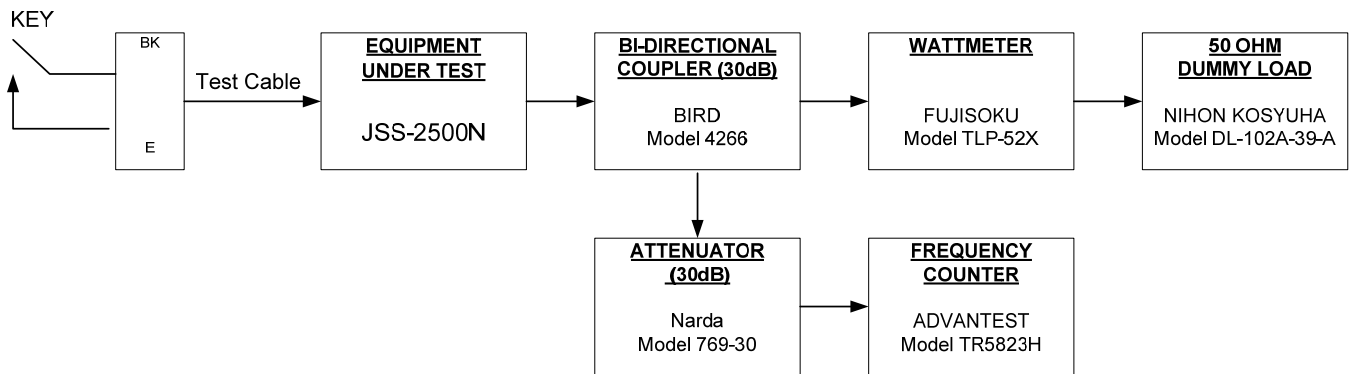 KEY
BK
E
Test Cable
EQUIPMENT
UNDER TEST
JSS-2500N
BI-DIRECTIONAL
COUPLER (30dB)
BIRD
Model 4266
WATTMETER
FUJISOKU
Model TLP-52X
50 OHM
DUMMY LOAD
NIHON KOSYUHA
Model DL-102A-39-A
ATTENUATOR
(30dB)
Narda
Model 769-30
FREQUENCY
COUNTER
ADVANTEST
Model TR5823H